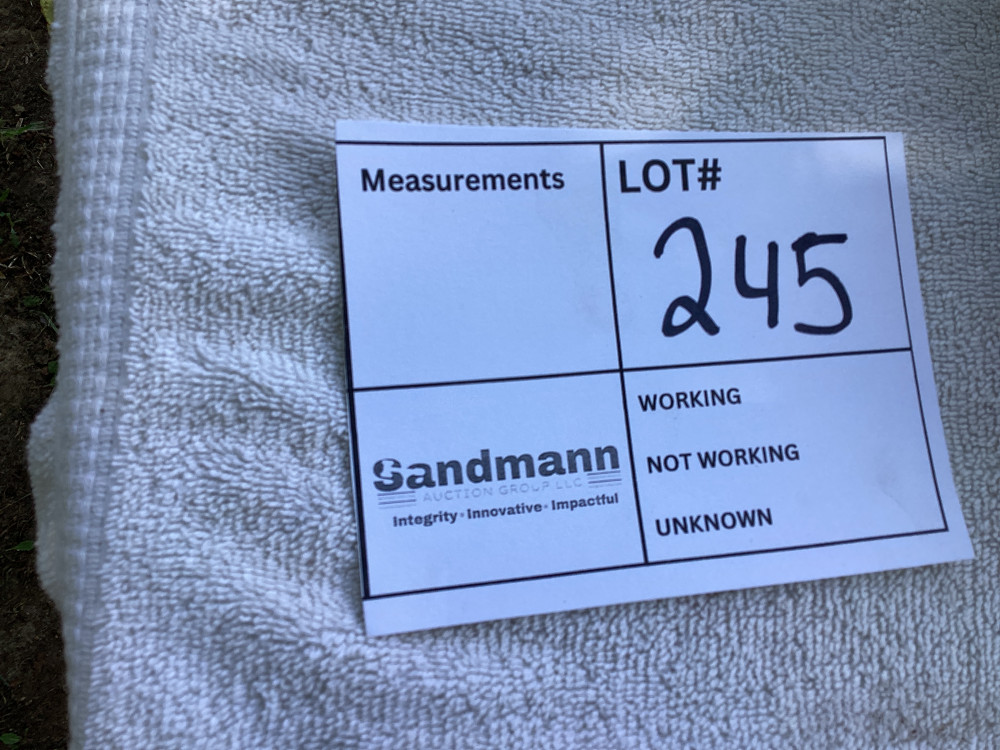 Measurements
LOT#
245
Sandmann
AUCTION GROUP LLC
Integrity • Innovative • Impactful
WORKING
NOT WORKING
UNKNOWN